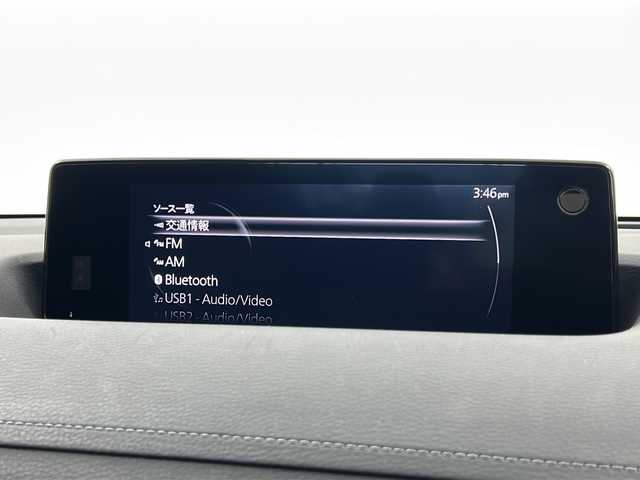 3:46pm
ソース一覧
交通情報
FM
AM
Bluetooth
USB1 - Audio/Video
USB2 - Audio/Video